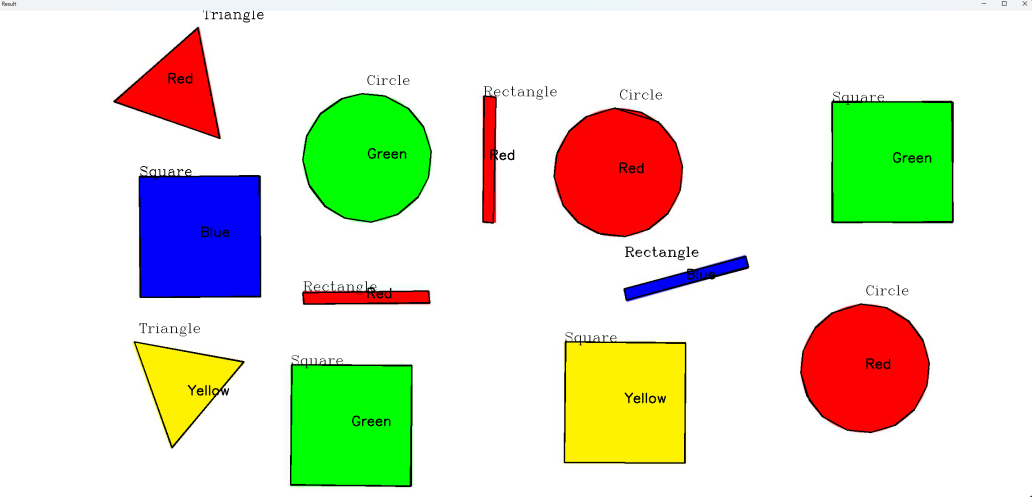 Result
Triangle
Red
Circle
Green
Rectangle
Red
Circle
Red
Square
Green
Square
Blue
Rectangle
Blue
Rectangle
Red
Circle
Red
Triangle
Yellow
Square
Green
Square
Yellow